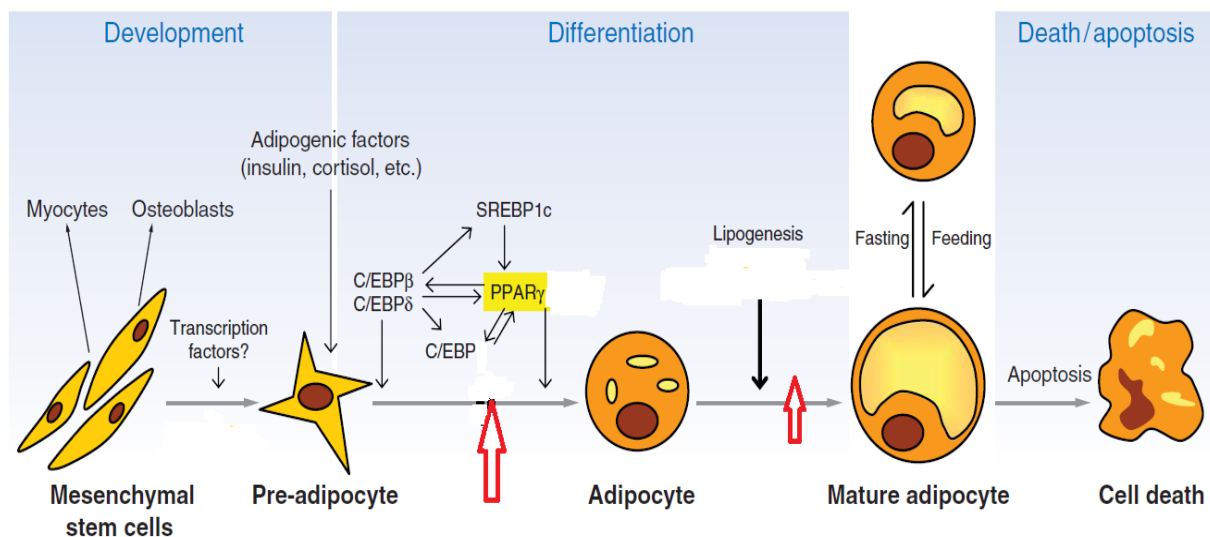 Development
Differentiation
Death/apoptosis
Adipogenic factors
(insulin, cortisol, etc.)
Myocytes
Osteoblasts
SREBP1c
Lipogenesis
Fasting
Feeding
C/EBPβ
C/EBPδ
PPARγ
Transcription
factors?
C/EBP
Apoptosis
Mesenchymal
stem cells
Pre-adipocyte
Adipocyte
Mature adipocyte
Cell death